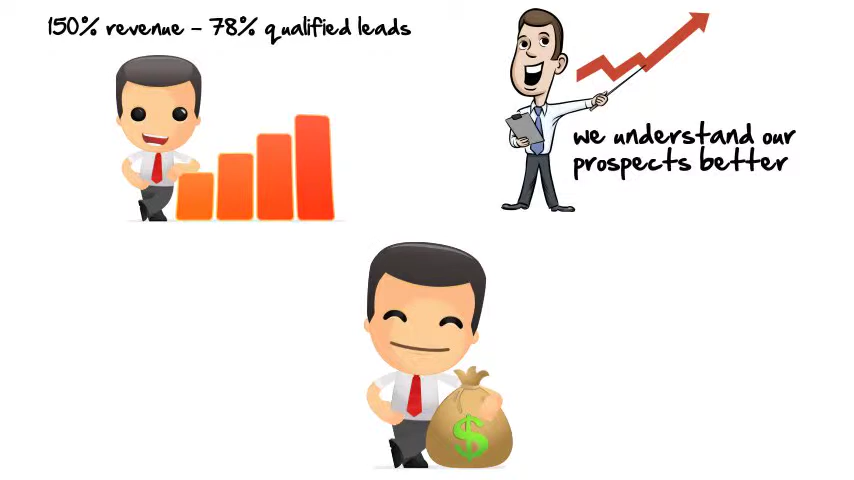 150% revenue - 78% qualified leads
we understand our
prospects better
$